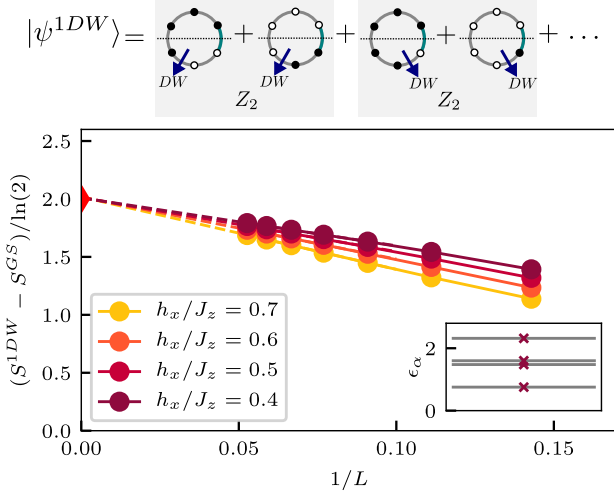 |ψ^{1DW}⟩ = + + + + ...
DW DW DW DW
Z_2 Z_2
2.5
2.0
1.5
1.0
0.5
0.0
(S^{1DW} − S^{GS})/ln(2)
h_x/J_z = 0.7
h_x/J_z = 0.6
h_x/J_z = 0.5
h_x/J_z = 0.4
2
0
ϵ_α
0.00 0.05 0.10 0.15
1/L